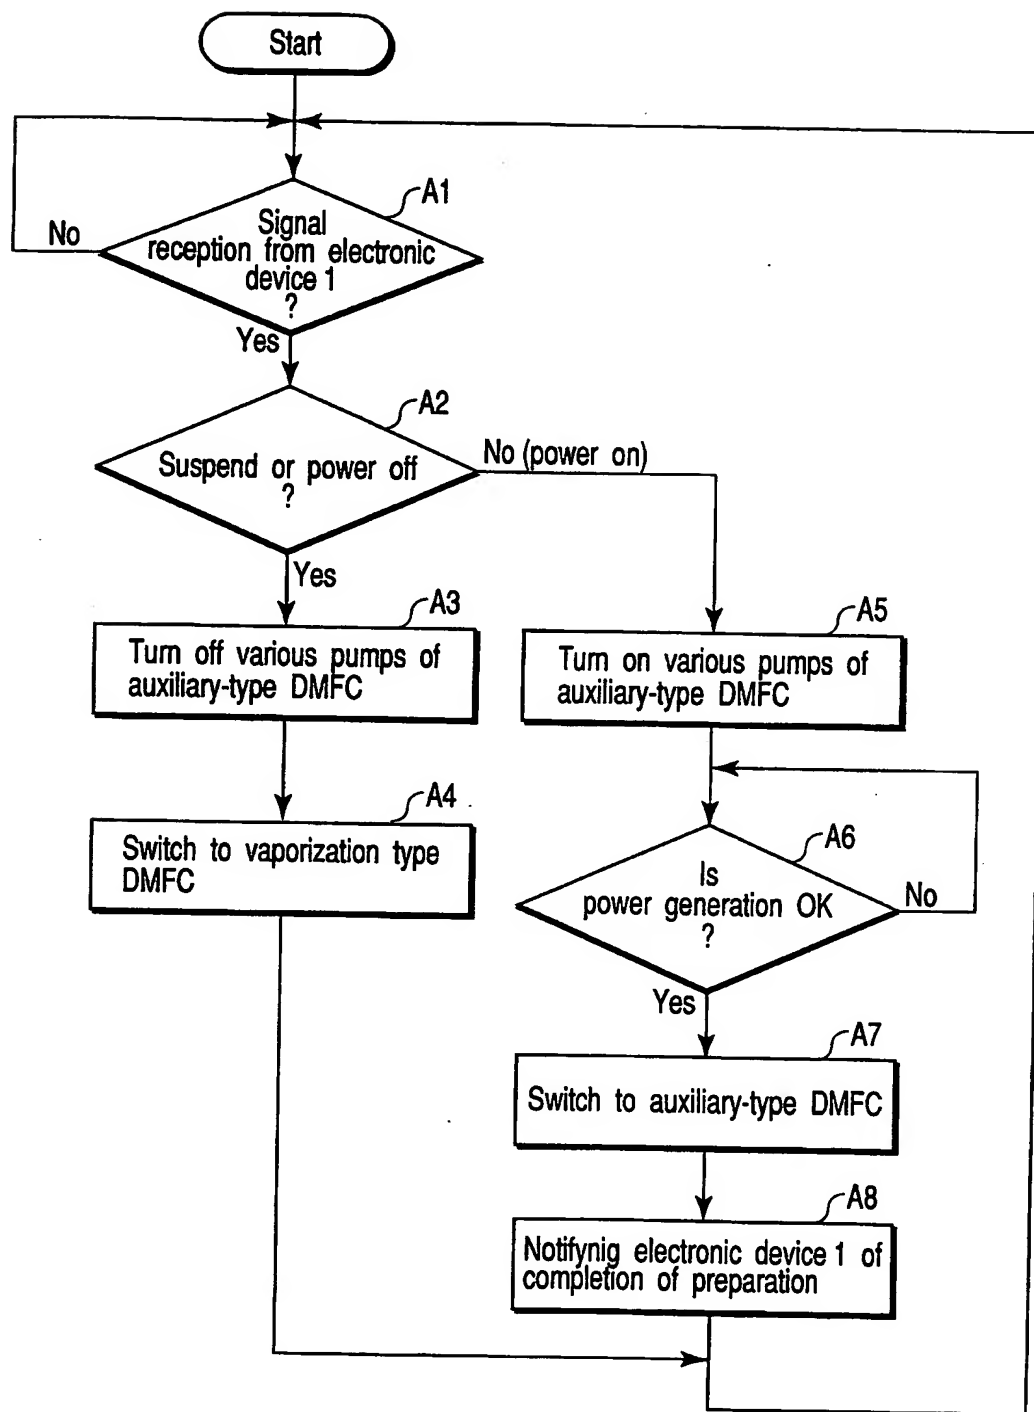 Start
A1
Signal
reception from electronic
device 1
?
No
Yes
A2
Suspend or power off
?
No (power on)
Yes
A3
Turn off various pumps of
auxiliary-type DMFC
A5
Turn on various pumps of
auxiliary-type DMFC
A4
Switch to vaporization type
DMFC
A6
Is
power generation OK
?
No
Yes
A7
Switch to auxiliary-type DMFC
A8
Notifynig electronic device 1 of
completion of preparation